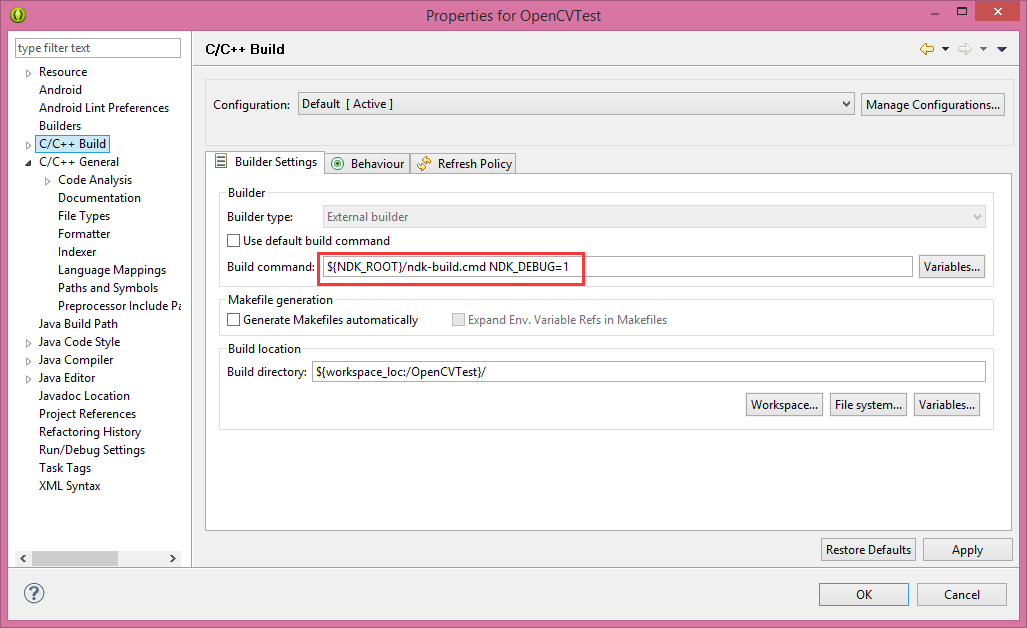 Properties for OpenCVTest
type filter text
Resource
Android
Android Lint Preferences
Builders
C/C++ Build
C/C++ General
Code Analysis
Documentation
File Types
Formatter
Indexer
Language Mappings
Paths and Symbols
Preprocessor Include Pa
Java Build Path
Java Code Style
Java Compiler
Java Editor
Javadoc Location
Project References
Refactoring History
Run/Debug Settings
Task Tags
XML Syntax
C/C++ Build
Configuration: Default [ Active ] Manage Configurations...
Builder Settings Behaviour Refresh Policy
Builder
Builder type: External builder
Use default build command
Build command: ${NDK_ROOT}/ndk-build.cmd NDK_DEBUG=1 Variables...
Makefile generation
Generate Makefiles automatically Expand Env. Variable Refs in Makefiles
Build location
Build directory: ${workspace_loc:/OpenCVTest}/
Workspace... File system... Variables...
Restore Defaults Apply
OK Cancel